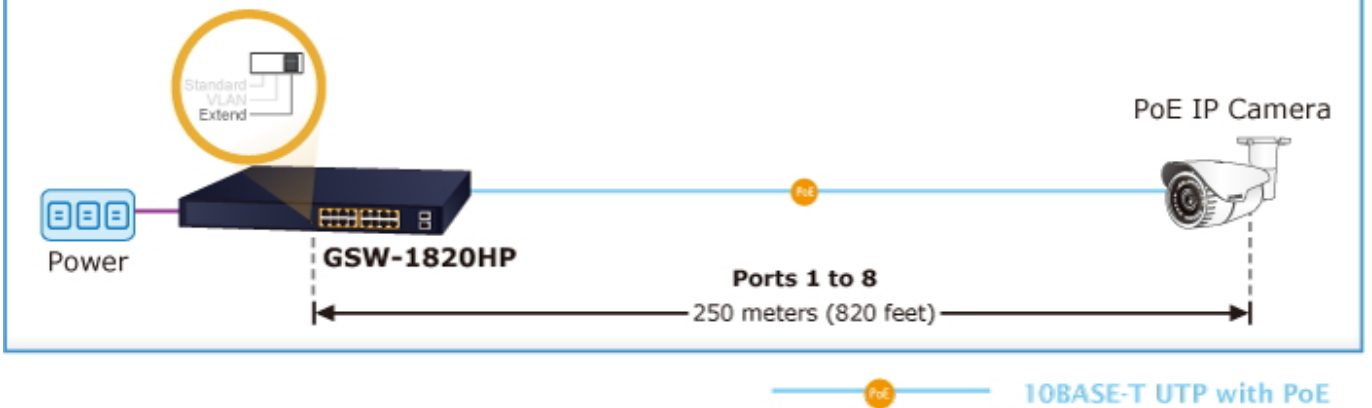 Standard
VLAN
Extend
PoE IP Camera
PoE
Power
GSW-1820HP
Ports 1 to 8
250 meters (820 feet)
PoE
10BASE-T UTP with PoE